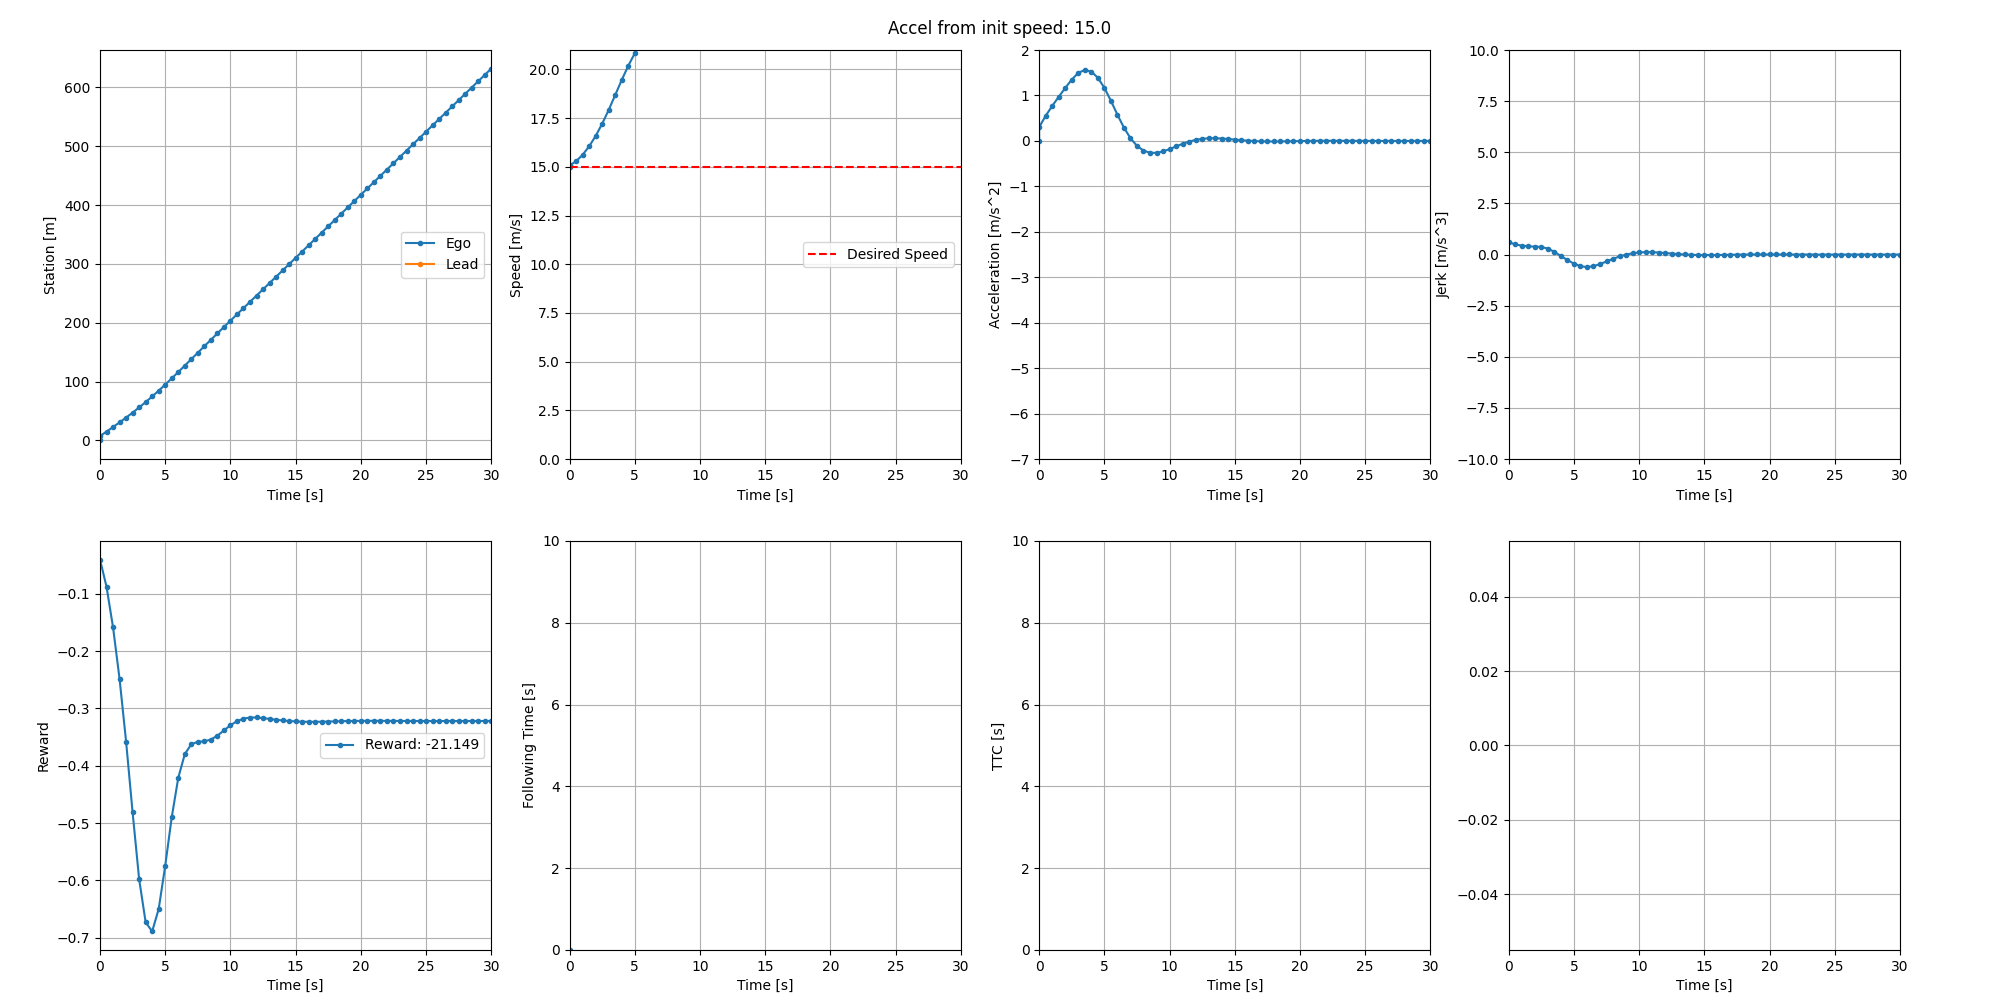 Accel from init speed: 15.0
Station [m]
600
500
400
300
200
100
0
Ego
Lead
0 5 10 15 20 25 30
Time [s]
Speed [m/s]
20.0
17.5
15.0
12.5
10.0
7.5
5.0
2.5
0.0
Desired Speed
0 5 10 15 20 25 30
Time [s]
Acceleration [m/s^2]
2
1
0
−1
−2
−3
−4
−5
−6
−7
0 5 10 15 20 25 30
Time [s]
Jerk [m/s^3]
10.0
7.5
5.0
2.5
0.0
−2.5
−5.0
−7.5
−10.0
0 5 10 15 20 25 30
Time [s]
Reward
−0.1
−0.2
−0.3
−0.4
−0.5
−0.6
−0.7
Reward: -21.149
0 5 10 15 20 25 30
Time [s]
Following Time [s]
10
8
6
4
2
0
0 5 10 15 20 25 30
Time [s]
TTC [s]
10
8
6
4
2
0
0 5 10 15 20 25 30
Time [s]
0.04
0.02
0.00
−0.02
−0.04
0 5 10 15 20 25 30
Time [s]